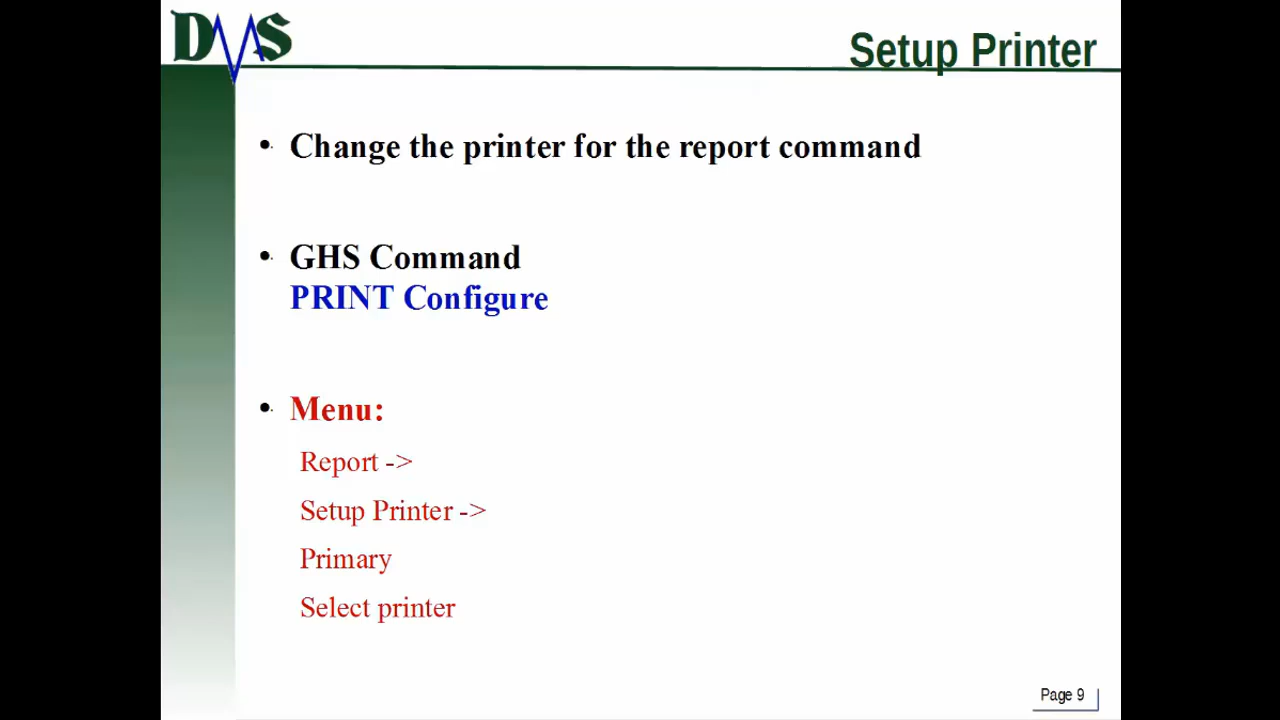 DMS
Setup Printer
• Change the printer for the report command
• GHS Command
PRINT Configure
• Menu:
Report ->
Setup Printer ->
Primary
Select printer
Page 9